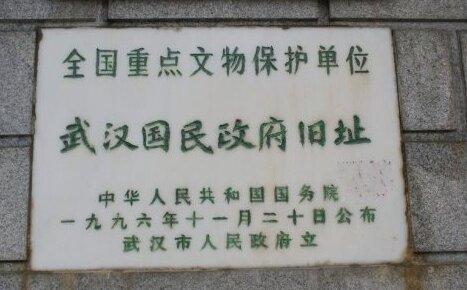 全国重点文物保护单位
武汉国民政府旧址
中华人民共和国国务院
一九九六年十一月二十日公布
武汉市人民政府立